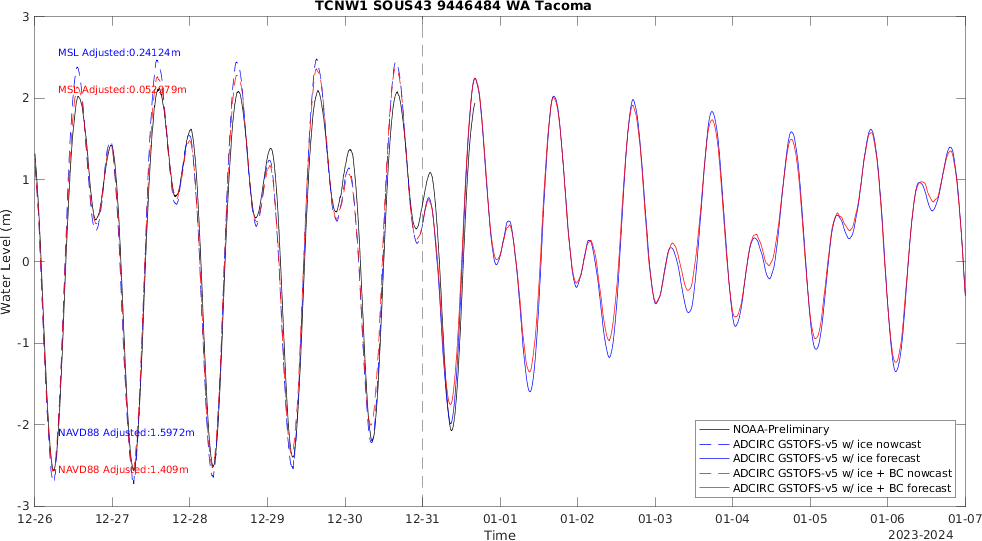 TCNW1 SOUS43 9446484 WA Tacoma
3
2
1
0
-1
-2
-3
Water Level (m)
MSL Adjusted:0.24124m
NAVD88 Adjusted:1.5972m
NAVD88 Adjusted:1.409m
NOAA-Preliminary
ADCIRC GSTOFS-v5 w/ ice nowcast
ADCIRC GSTOFS-v5 w/ ice forecast
ADCIRC GSTOFS-v5 w/ ice + BC nowcast
ADCIRC GSTOFS-v5 w/ ice + BC forecast
12-26 12-27 12-28 12-29 12-30 12-31 01-01 01-02 01-03 01-04 01-05 01-06 01-07
Time
2023-2024